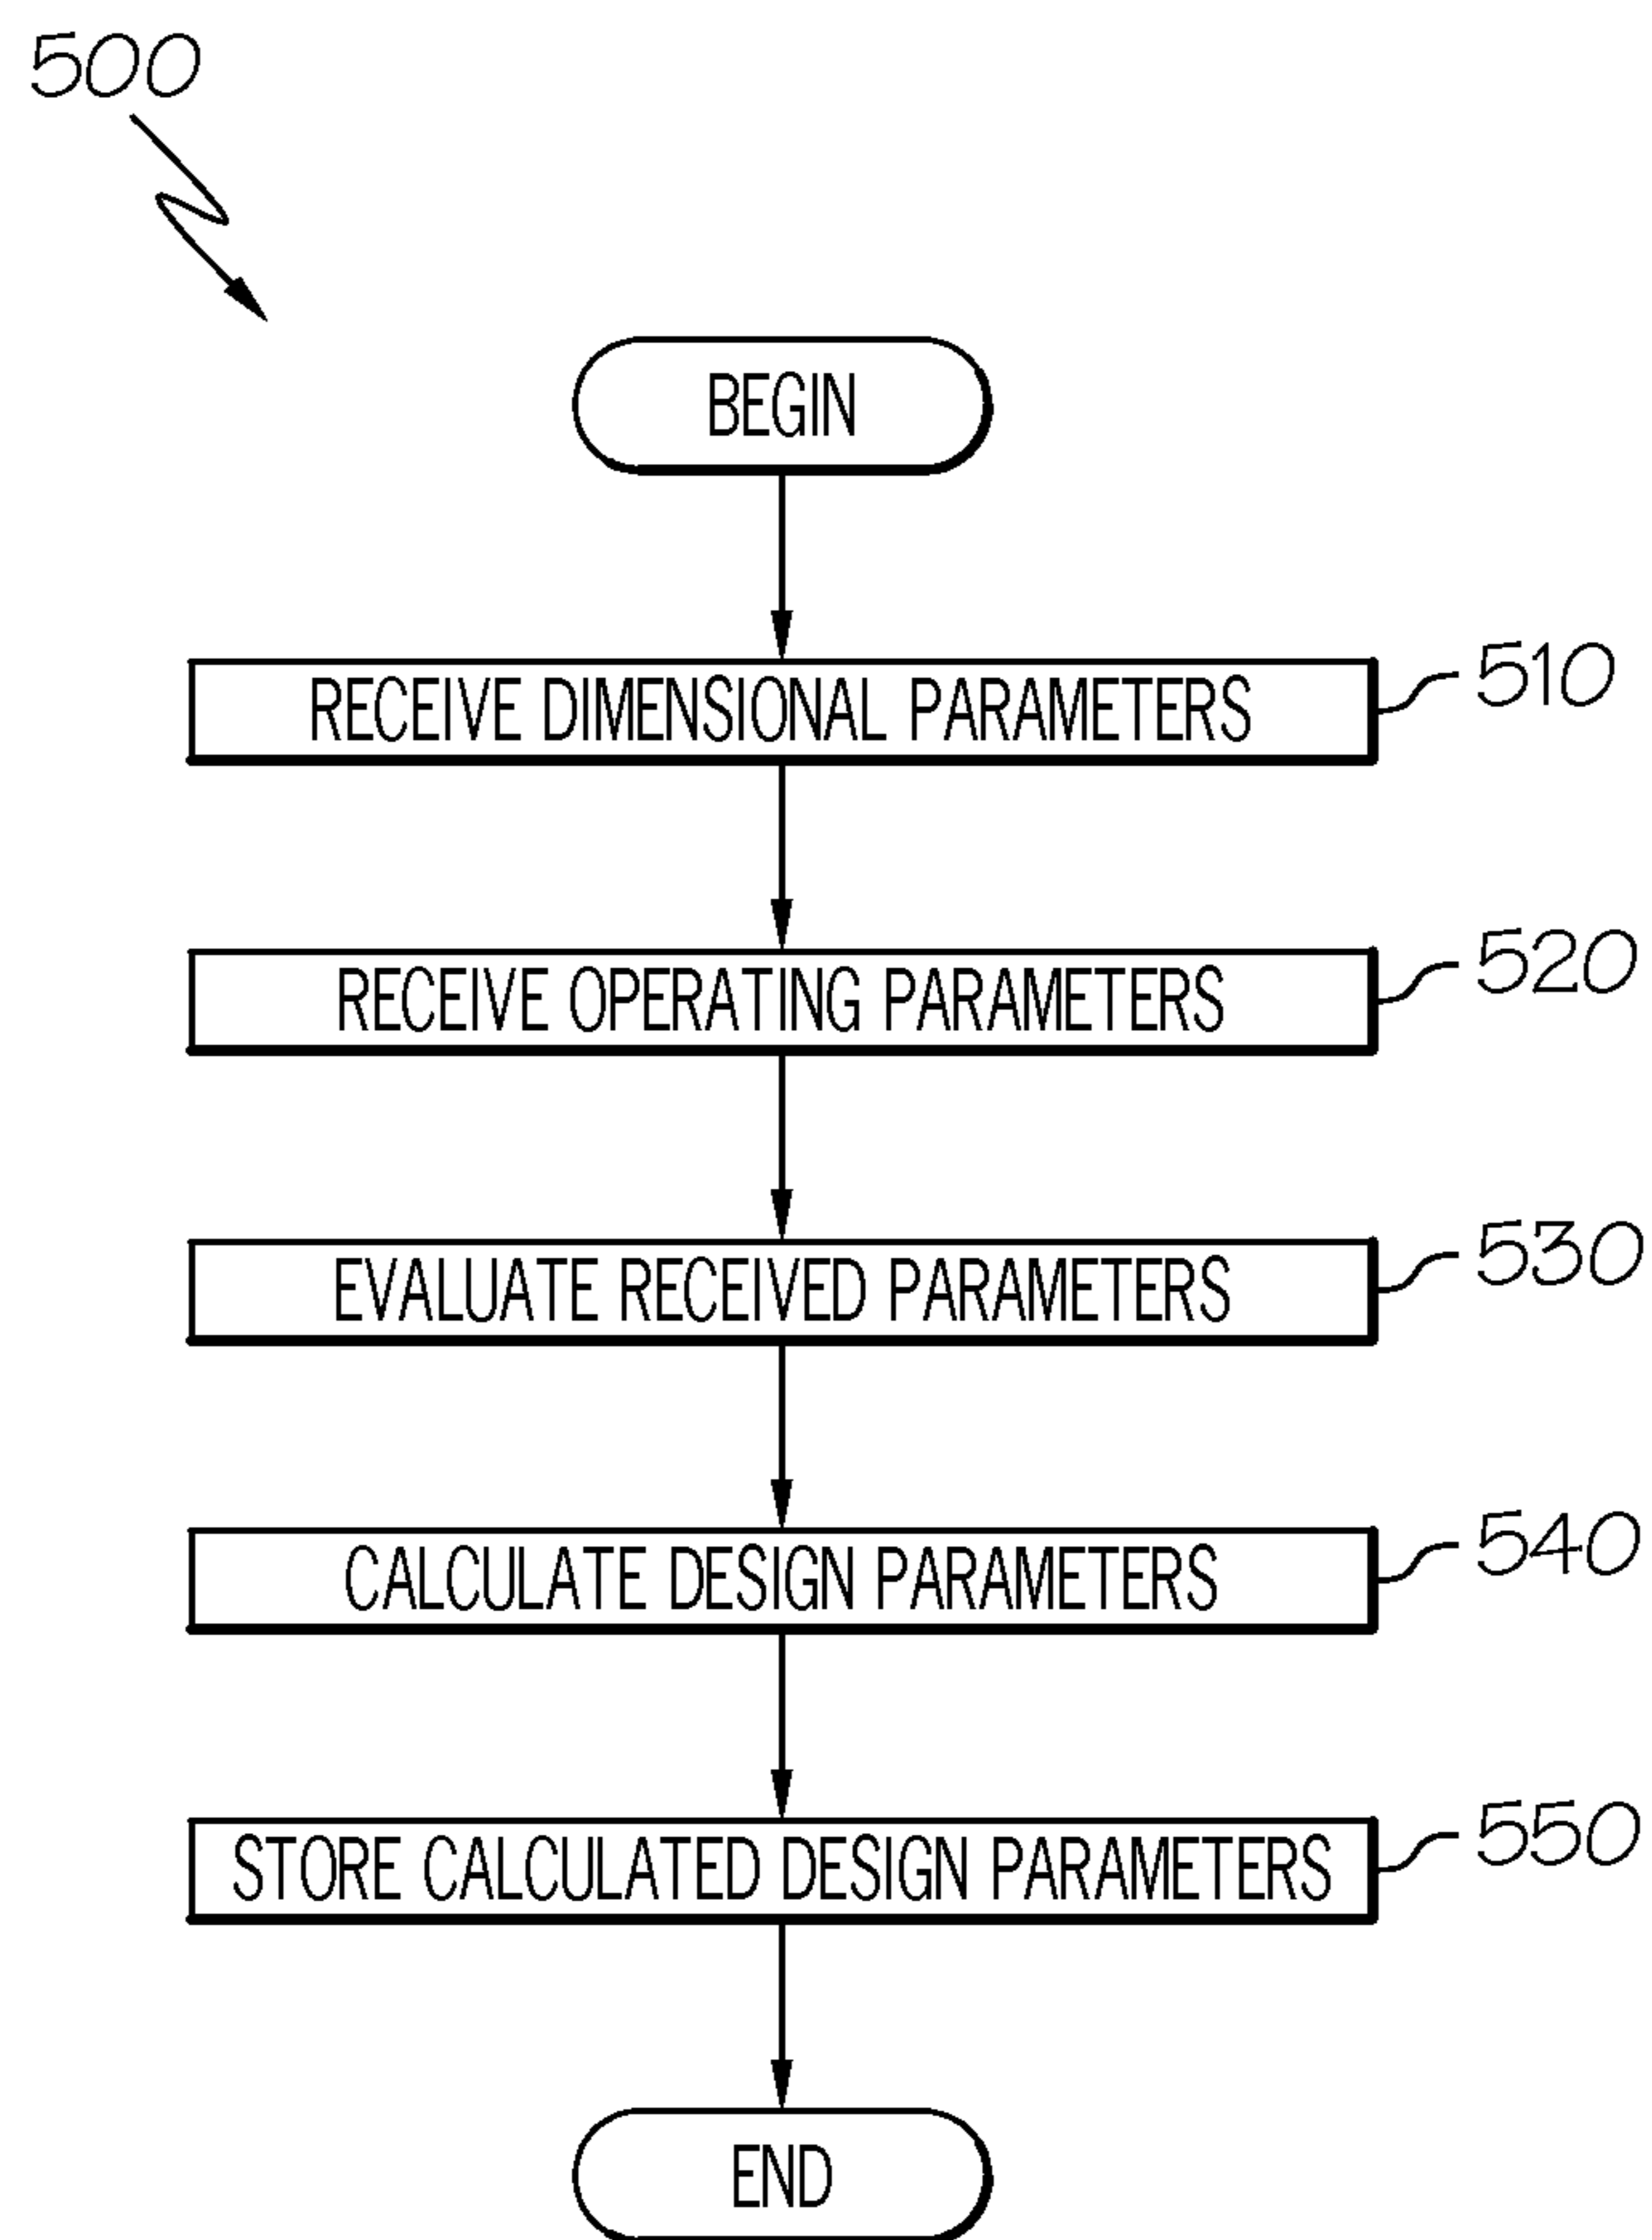 500
BEGIN
RECEIVE DIMENSIONAL PARAMETERS
510
RECEIVE OPERATING PARAMETERS
520
EVALUATE RECEIVED PARAMETERS
530
CALCULATE DESIGN PARAMETERS
540
STORE CALCULATED DESIGN PARAMETERS
550
END